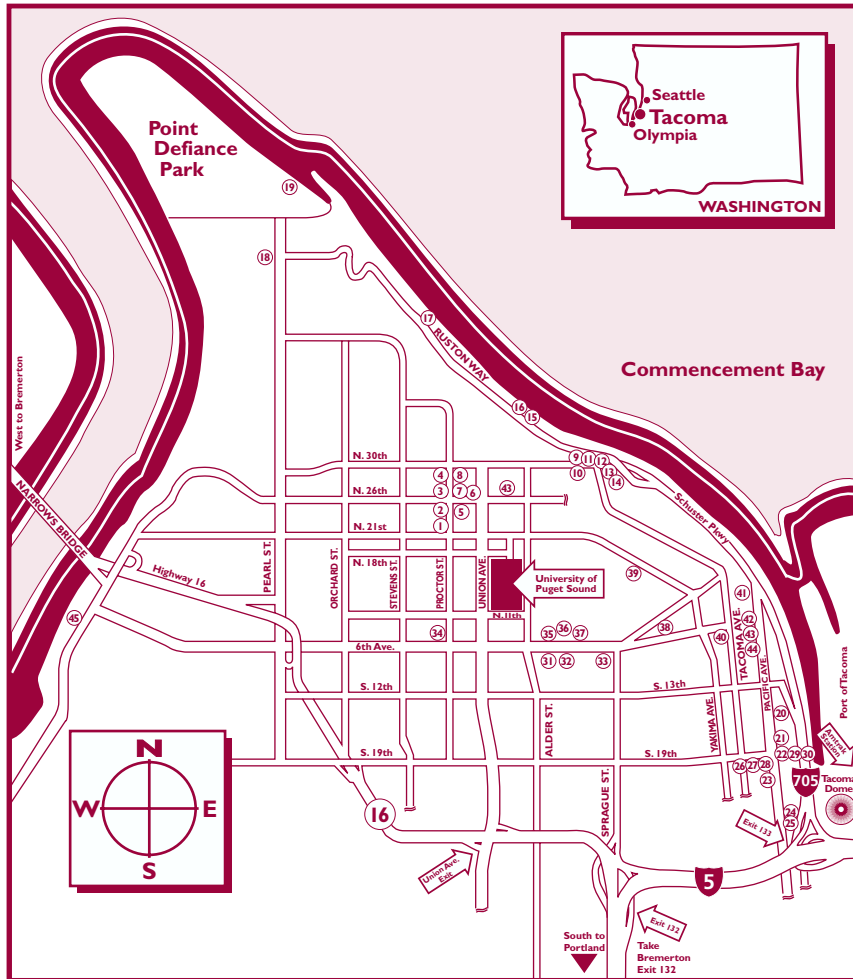 Point
Defiance
Park
Seattle
Tacoma
Olympia
WASHINGTON
19
18
17
RUSTON WAY
Commencement Bay
West to Bremerton
16
15
NARROWS BRIDGE
N. 30th
9
11
12
10
13
14
4
8
N. 26th
3
7
6
43
2
5
N. 21st
1
Schuster Pkwy
Highway 16
PEARL ST.
ORCHARD ST.
N. 18th
STEVENS ST.
PROCTOR ST.
UNION AVE.
University of
Puget Sound
N.11th
39
41
45
34
35
36
37
38
40
42
43
44
TACOMA AVE.
PACIFIC AVE.
Port of Tacoma
6th Ave.
31
32
33
S. 12th
S. 13th
ALDER ST.
YAKIMA AVE.
20
21
22
29
30
Amtrak
Station
S. 19th
S. 19th
26
27
28
23
705
Tacoma
Dome
N
W
E
S
16
SPRAGUE ST.
24
25
Exit 133
Union Ave.
Exit
5
Exit 132
South to
Portland
Take
Bremerton
Exit 132